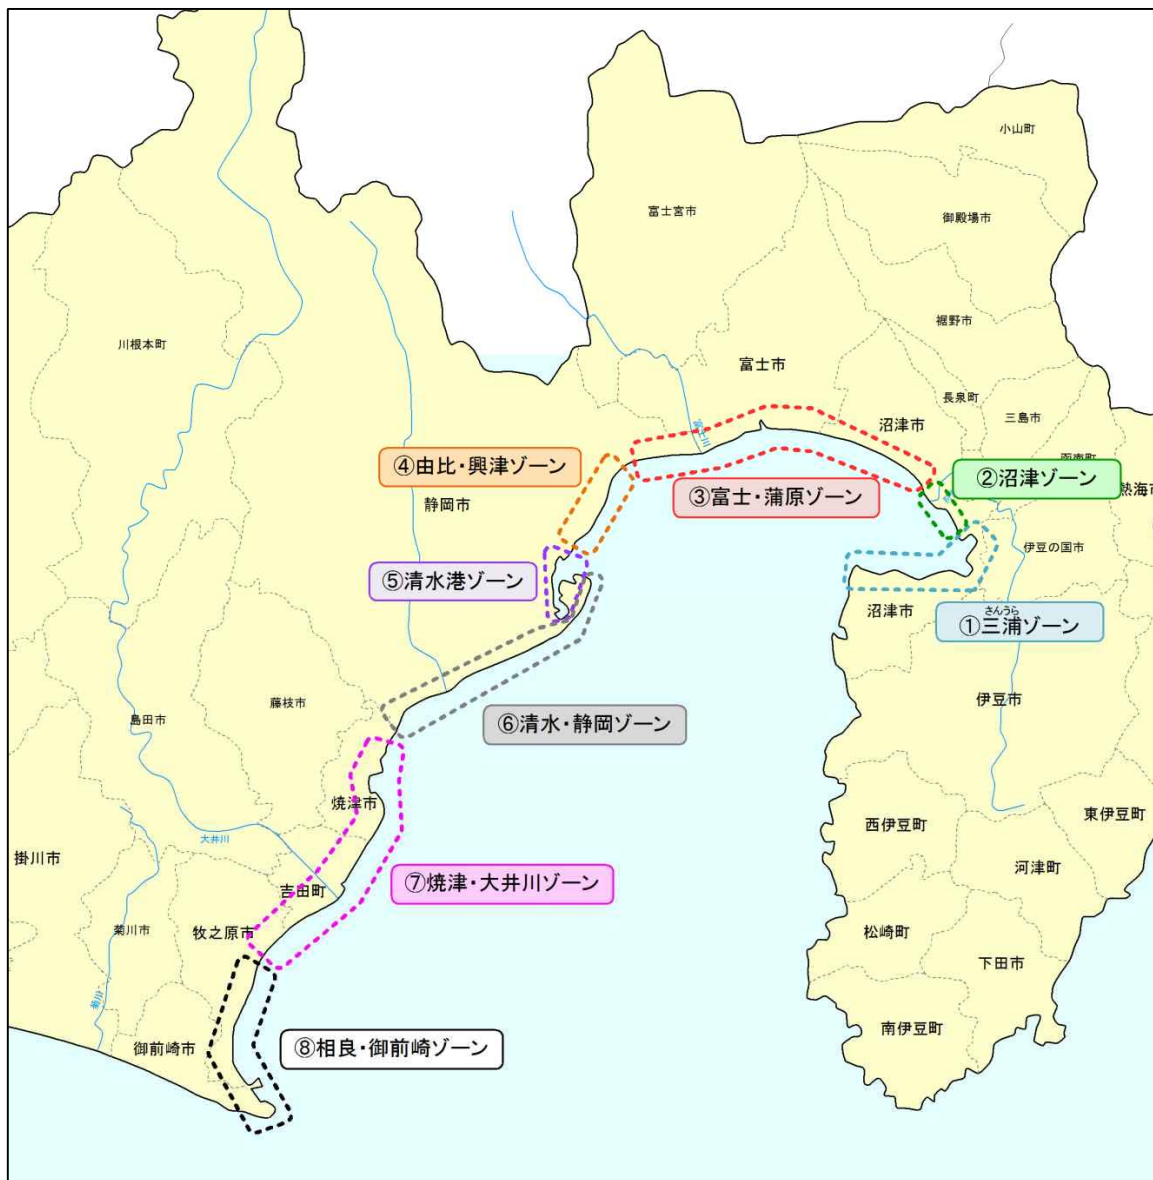 小山町
富士宮市
御殿場市
裾野市
川根本町
富士市
長泉町
三島市
沼津市
富士川
函南町
④由比・興津ゾーン
②沼津ゾーン
熱海市
③富士・蒲原ゾーン
静岡市
伊豆の国市
⑤清水港ゾーン
沼津市
さんうら
①三浦ゾーン
藤枝市
伊豆市
島田市
⑥清水・静岡ゾーン
焼津市
東伊豆町
西伊豆町
大井川
掛川市
河津町
⑦焼津・大井川ゾーン
吉田町
菊川市
牧之原市
松崎町
下田市
菊川
南伊豆町
御前崎市
⑧相良・御前崎ゾーン